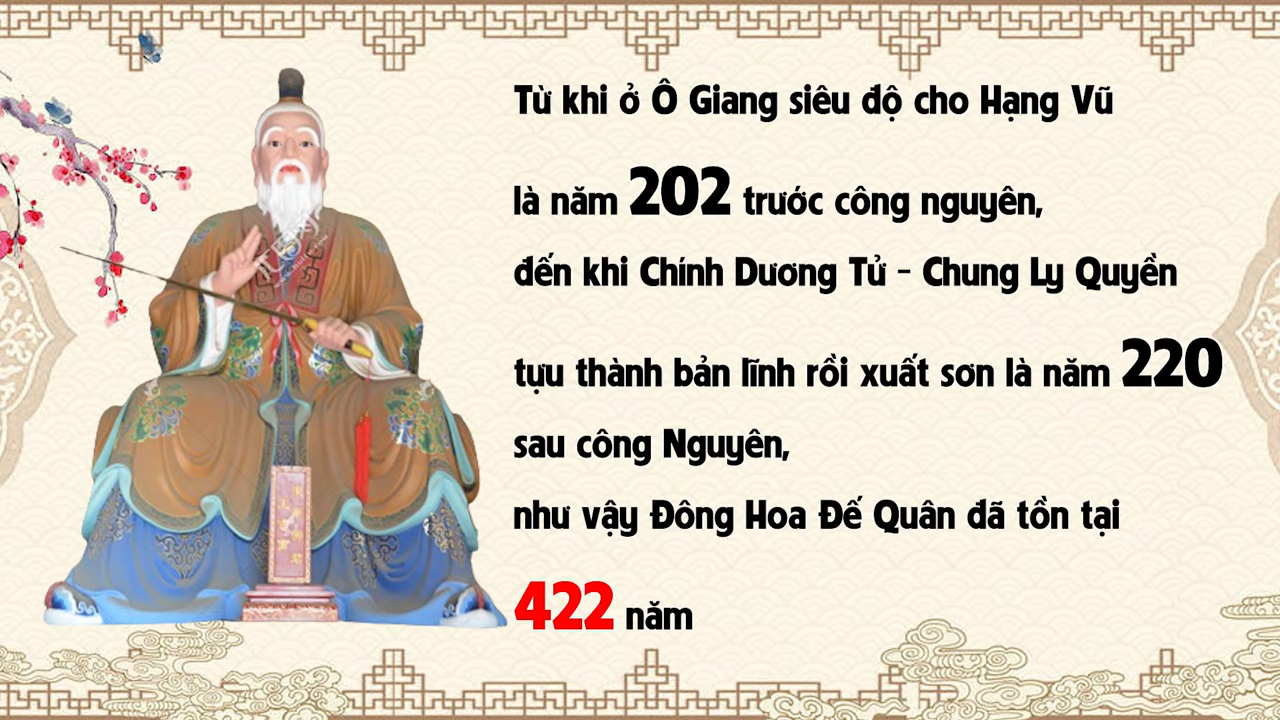 Từ khi ở Ô Giang siêu độ cho Hạng Vũ
là năm 202 trước công nguyên,
đến khi Chính Dương Tử - Chung Ly Quyền
tựu thành bản lĩnh rồi xuất sơn là năm 220
sau công Nguyên,
như vậy Đông Hoa Đế Quân đã tồn tại
422 năm